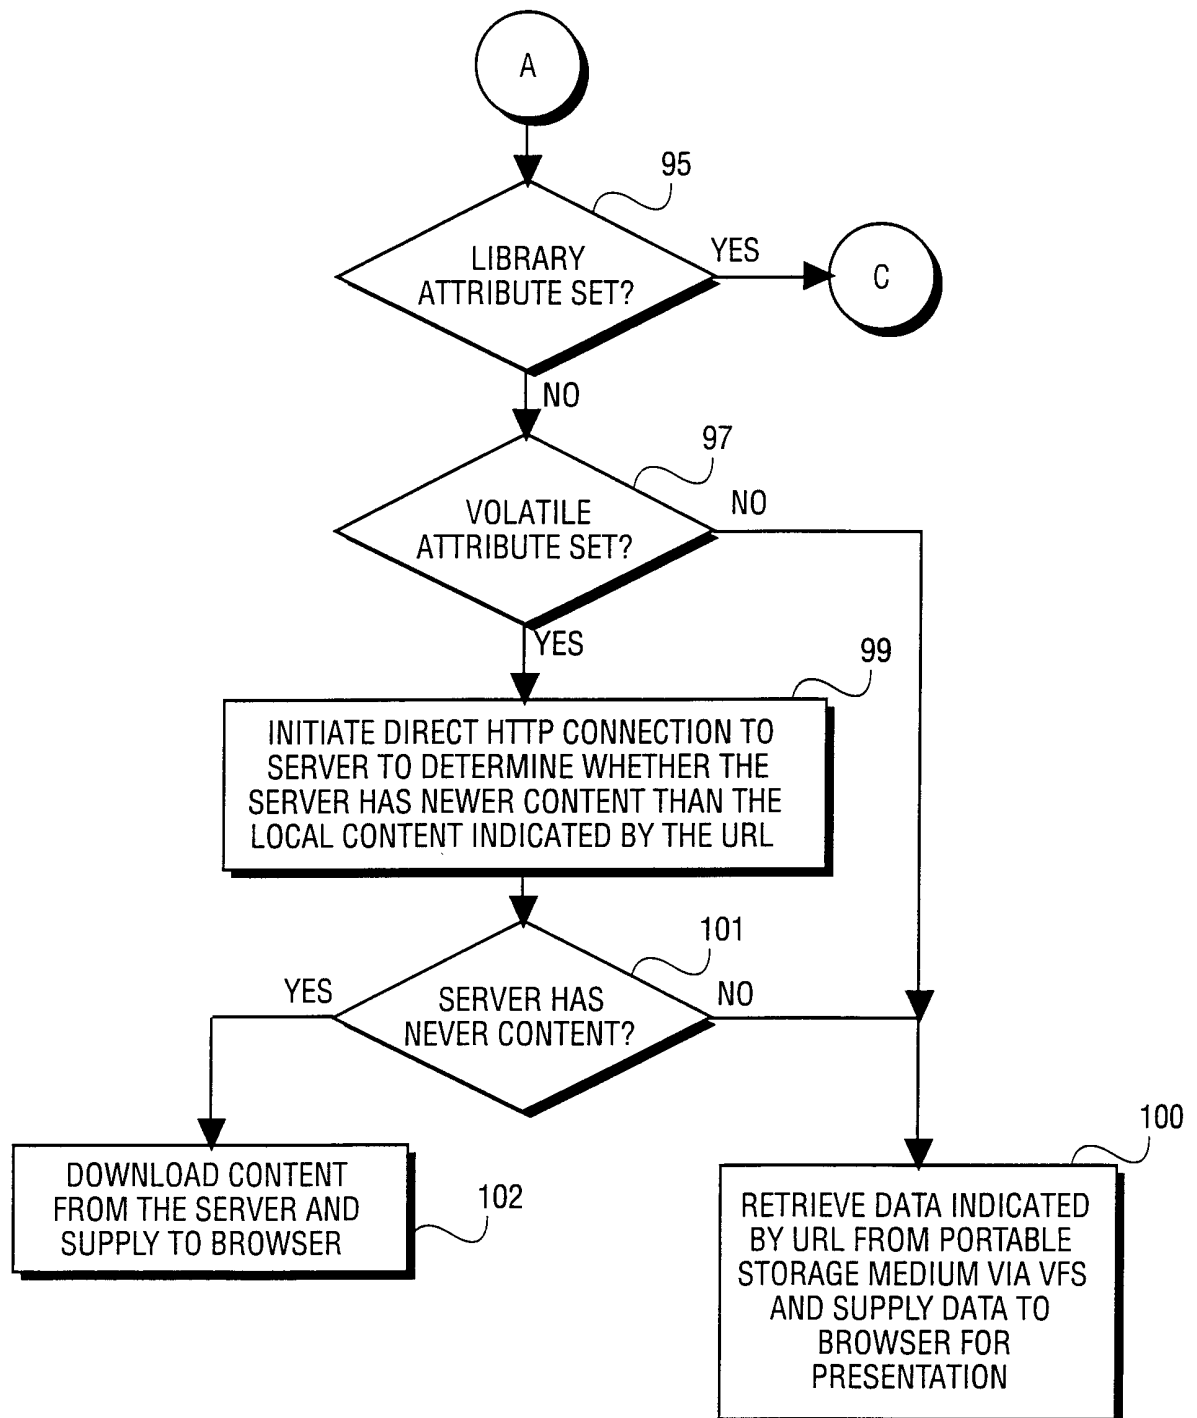 A
95
LIBRARY
ATTRIBUTE SET?
YES
C
NO
97
VOLATILE
ATTRIBUTE SET?
NO
YES
99
INITIATE DIRECT HTTP CONNECTION TO
SERVER TO DETERMINE WHETHER THE
SERVER HAS NEWER CONTENT THAN THE
LOCAL CONTENT INDICATED BY THE URL
101
YES
SERVER HAS
NEVER CONTENT?
NO
100
DOWNLOAD CONTENT
FROM THE SERVER AND
SUPPLY TO BROWSER
102
RETRIEVE DATA INDICATED
BY URL FROM PORTABLE
STORAGE MEDIUM VIA VFS
AND SUPPLY DATA TO
BROWSER FOR
PRESENTATION